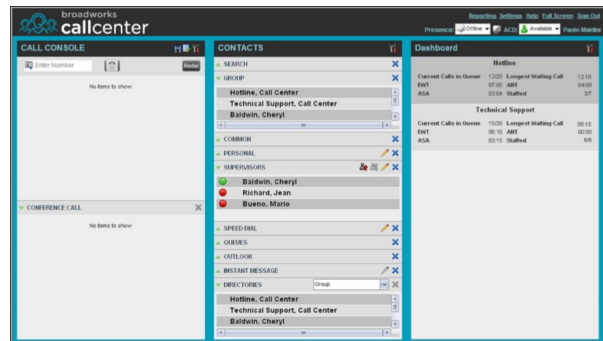 broadworks
callcenter
Reporting Settings Help Full Screen Sign Out
Presence: Offline ACD: Available Paolo Maldini
CALL CONSOLE
Enter Number
Redial
No items to show
CONFERENCE CALL
No items to show
CONTACTS
SEARCH
GROUP
Hotline, Call Center
Technical Support, Call Center
Baldwin, Cheryl
COMMON
PERSONAL
SUPERVISORS
Baldwin, Cheryl
Richard, Jean
Bueno, Mario
SPEED DIAL
QUEUES
OUTLOOK
INSTANT MESSAGE
DIRECTORIES Group
Hotline, Call Center
Technical Support, Call Center
Baldwin, Cheryl
Dashboard
Hotline
Current Calls in Queue 12/20 Longest Waiting Call 12:10
EWT 07:00 AHT 04:00
ASA 03:04 Staffed 3/7
Technical Support
Current Calls in Queue 15/30 Longest Waiting Call 08:15
EWT 06:10 AHT 00:00
ASA 03:15 Staffed 6/8